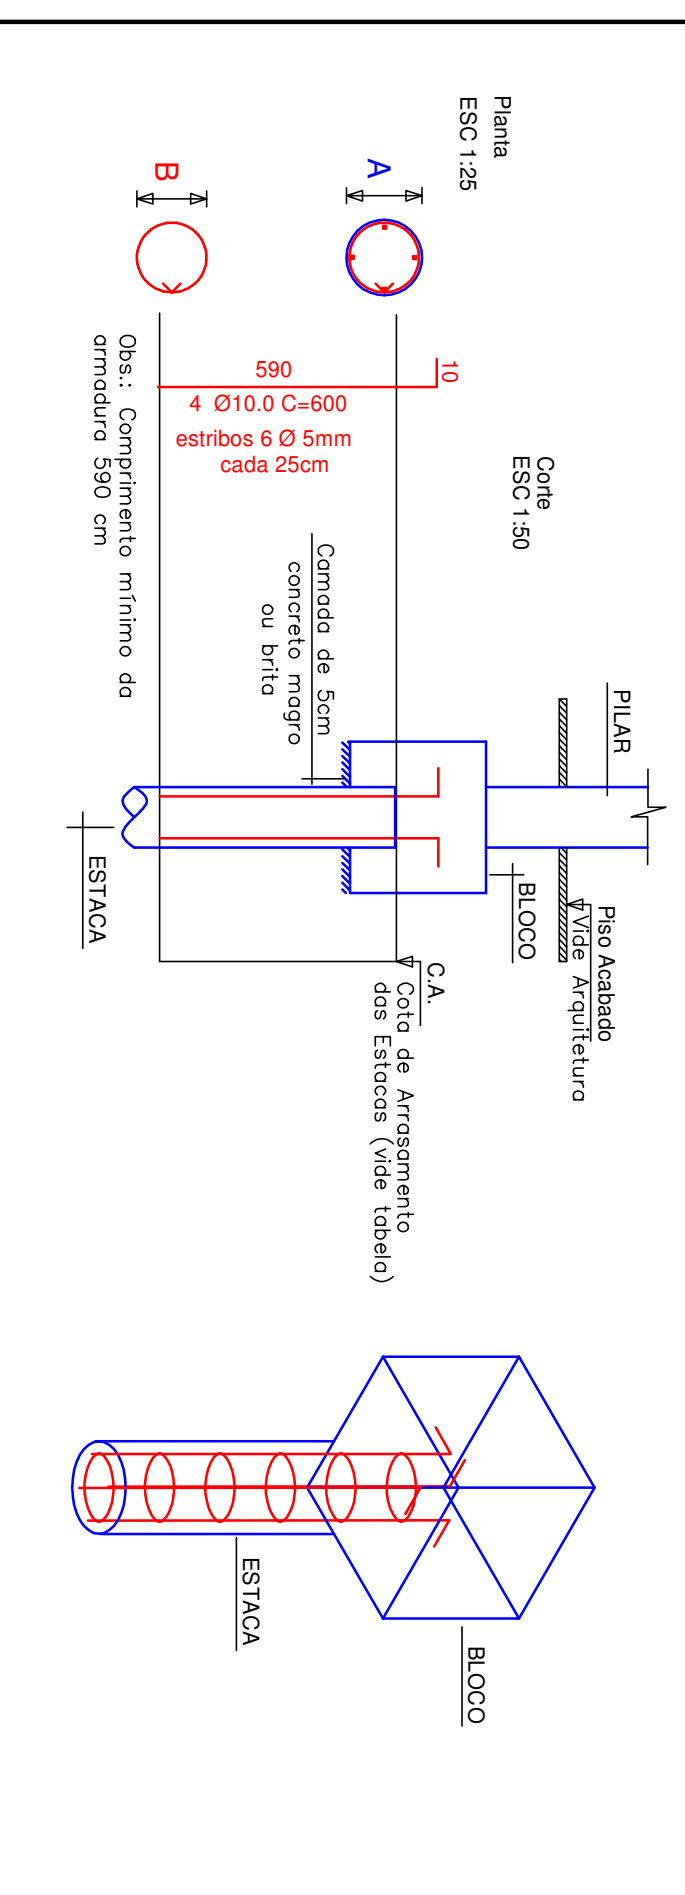 Planta
ESC 1:25
A
B
10
590
4 Ø10.0 C=600
estribos 6 Ø 5mm
cada 25cm
Obs.: Comprimento mínimo da
armadura 590 cm
Corte
ESC 1:50
Camada de 5cm
concreto magro
ou brita
PILAR
Piso Acabado
Vide Arquitetura
BLOCO
ESTACA
C.A.
Cota de Arrasamento
das Estacas (vide tabela)
BLOCO
ESTACA